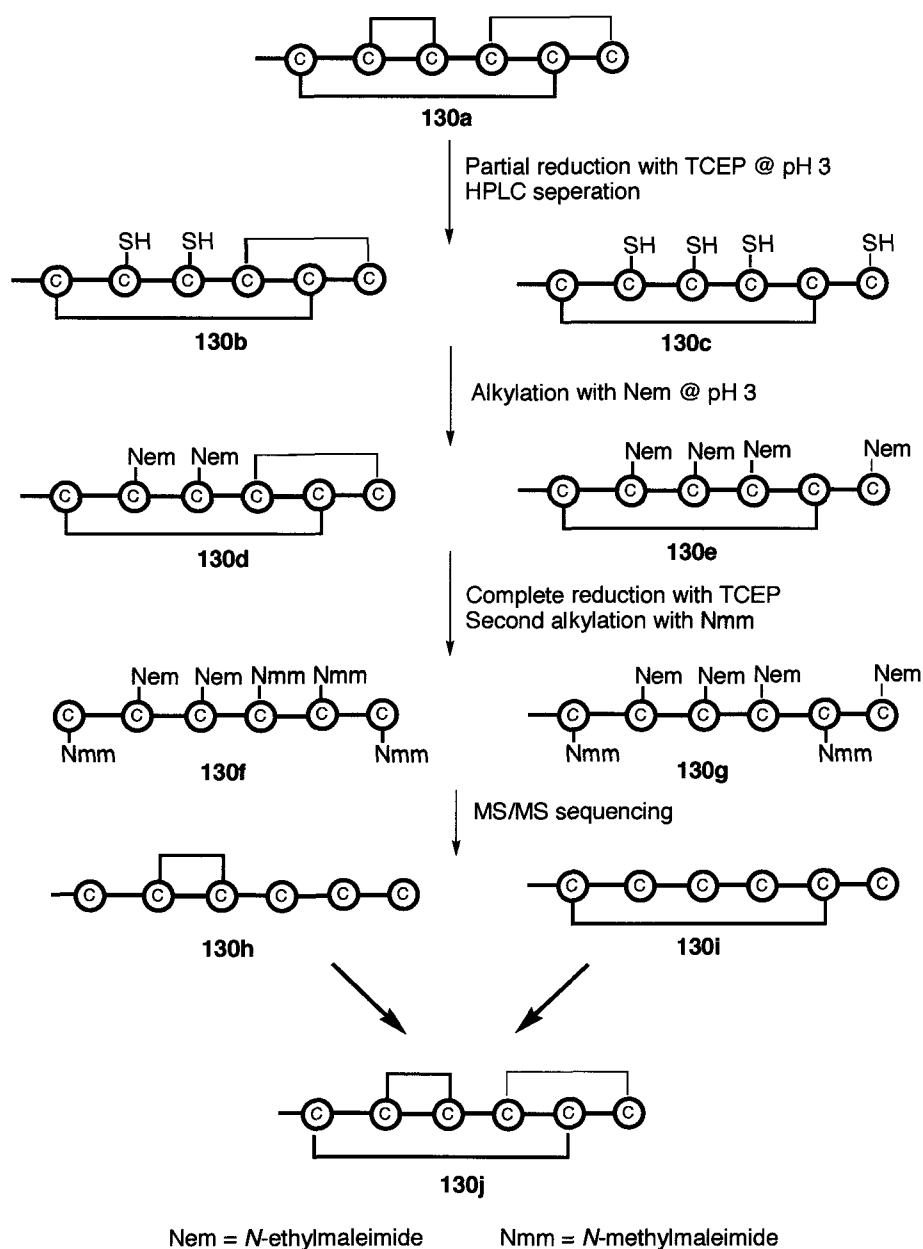 C C C C C C
130a
Partial reduction with TCEP @ pH 3
HPLC seperation
SH SH
C C C C C C
130b
SH SH SH SH
C C C C C C
130c
Alkylation with Nem @ pH 3
Nem Nem
C C C C C C
130d
Nem Nem Nem Nem
C C C C C C
130e
Complete reduction with TCEP
Second alkylation with Nmm
Nem Nem Nmm Nmm
C C C C C C
Nmm Nmm
130f
Nem Nem Nem Nem
C C C C C C
Nmm Nmm
130g
MS/MS sequencing
C C C C C C
130h
C C C C C C
130i
C C C C C C
130j
Nem = N-ethylmaleimide Nmm = N-methylmaleimide